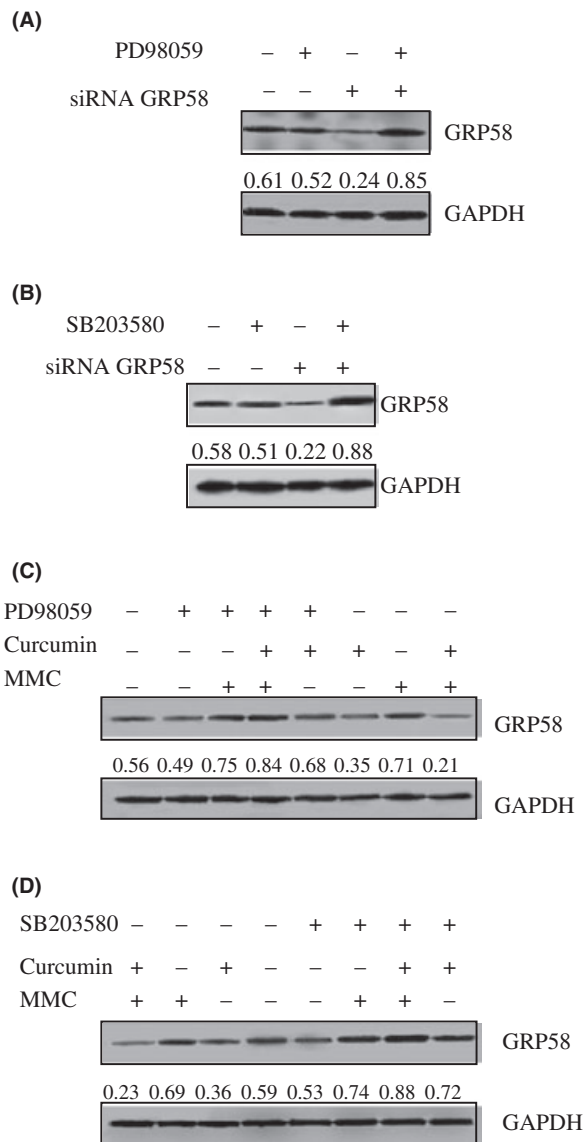 (A)
PD98059 – + – +
siRNA GRP58 – – + +
GRP58
0.61 0.52 0.24 0.85
GAPDH
(B)
SB203580 – + – +
siRNA GRP58 – – + +
GRP58
0.58 0.51 0.22 0.88
GAPDH
(C)
PD98059 – + + + + – – –
Curcumin – – – + + + – +
MMC – – + + – – + +
GRP58
0.56 0.49 0.75 0.84 0.68 0.35 0.71 0.21
GAPDH
(D)
SB203580 – – – – + + + +
Curcumin + – + – – – + +
MMC + + – – – + + –
GRP58
0.23 0.69 0.36 0.59 0.53 0.74 0.88 0.72
GAPDH